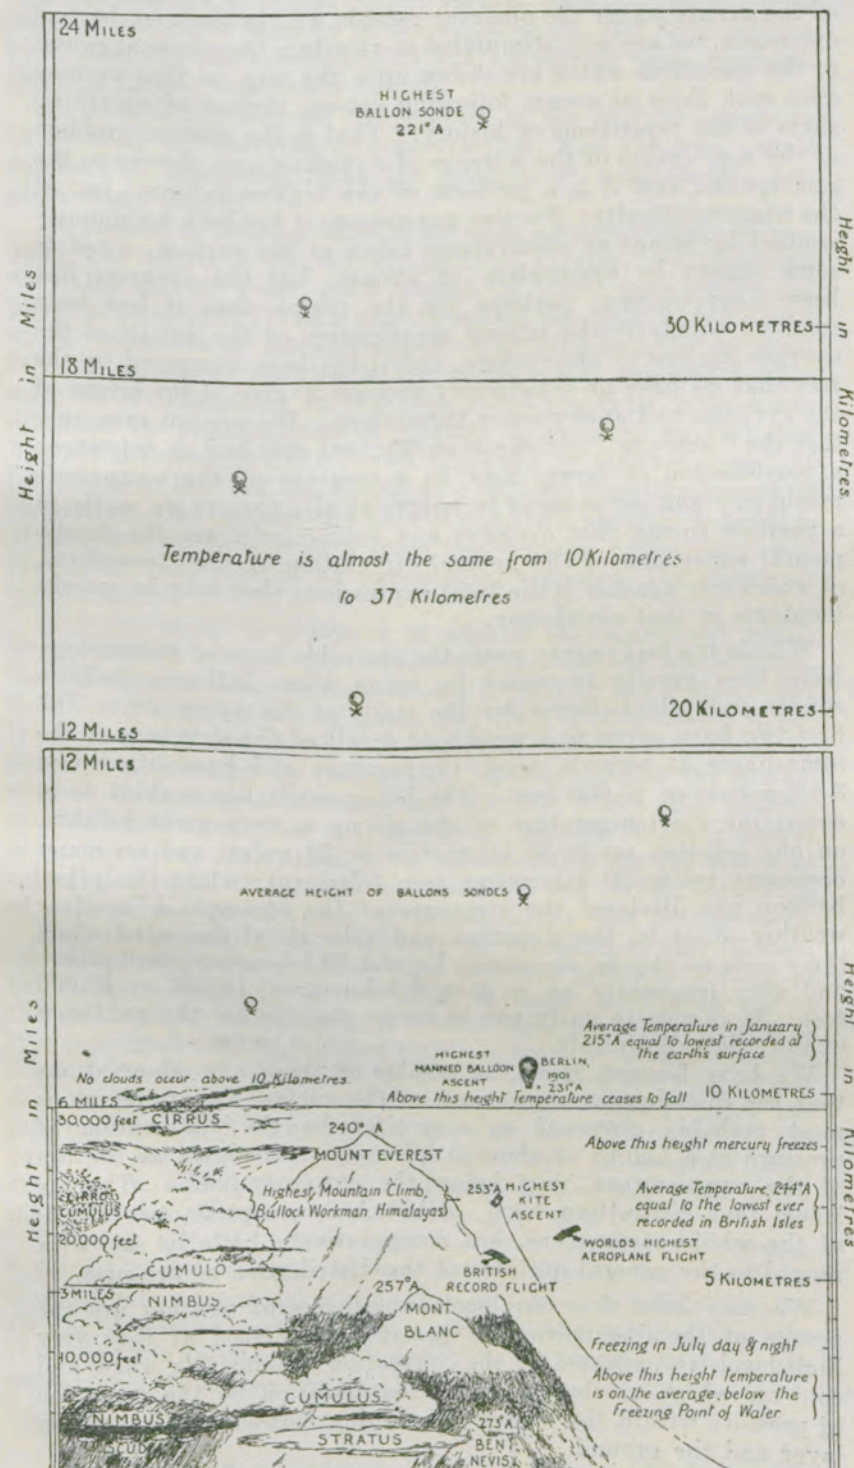 24 MILES
HIGHEST
BALLON SONDE
221°A
30 KILOMETRES
18 MILES
Height in Miles
Height in Kilometres
Temperature is almost the same from 10 Kilometres
to 37 Kilometres
20 KILOMETRES
12 MILES
12 MILES
AVERAGE HEIGHT OF BALLONS SONDES
Average Temperature in January
215°A equal to lowest recorded at
the earth's surface
HIGHEST
MANNED BALLOON
ASCENT
BERLIN,
1901
231°A
No clouds occur above 10 Kilometres
Above this height Temperature ceases to fall
10 KILOMETRES
6 MILES
30,000 feet
CIRRUS
240° A
MOUNT EVEREST
Above this height mercury freezes
Height in Miles
Height in Kilometres
CIRRO
CUMULUS
Highest Mountain Climb,
Bullock Workman Himalayas
253°A HIGHEST
KITE
ASCENT
Average Temperature, 244°A
equal to the lowest ever
recorded in British Isles
20,000 feet
WORLDS HIGHEST
AEROPLANE FLIGHT
CUMULO
BRITISH
RECORD FLIGHT
5 KILOMETRES
3 MILES
NIMBUS
257°A
MONT
BLANC
Freezing in July day & night
10,000 feet
Above this height temperature
is on the average, below the
Freezing Point of Water
CUMULUS
NIMBUS
273°A
SCUD
STRATUS
BEN
NEVIS